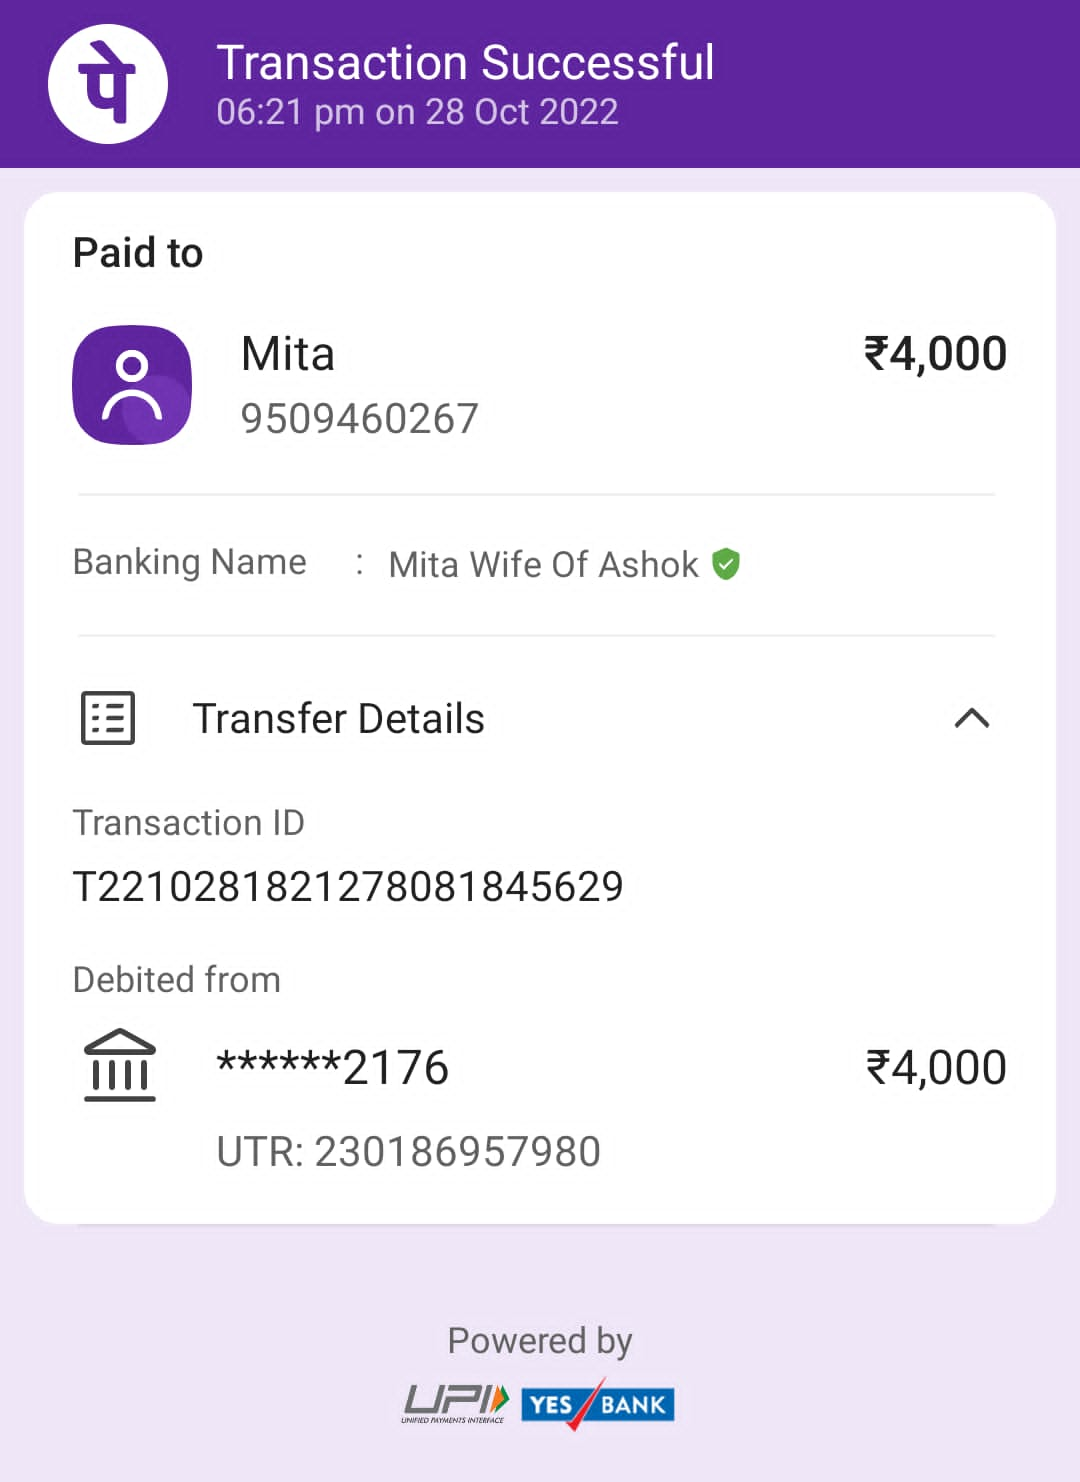 पे
Transaction Successful
06:21 pm on 28 Oct 2022
Paid to
Mita ₹4,000
9509460267
Banking Name : Mita Wife Of Ashok
Transfer Details
Transaction ID
T2210281821278081845629
Debited from
******2176 ₹4,000
UTR: 230186957980
Powered by
UPI YES BANK
UNIFIED PAYMENTS INTERFACE